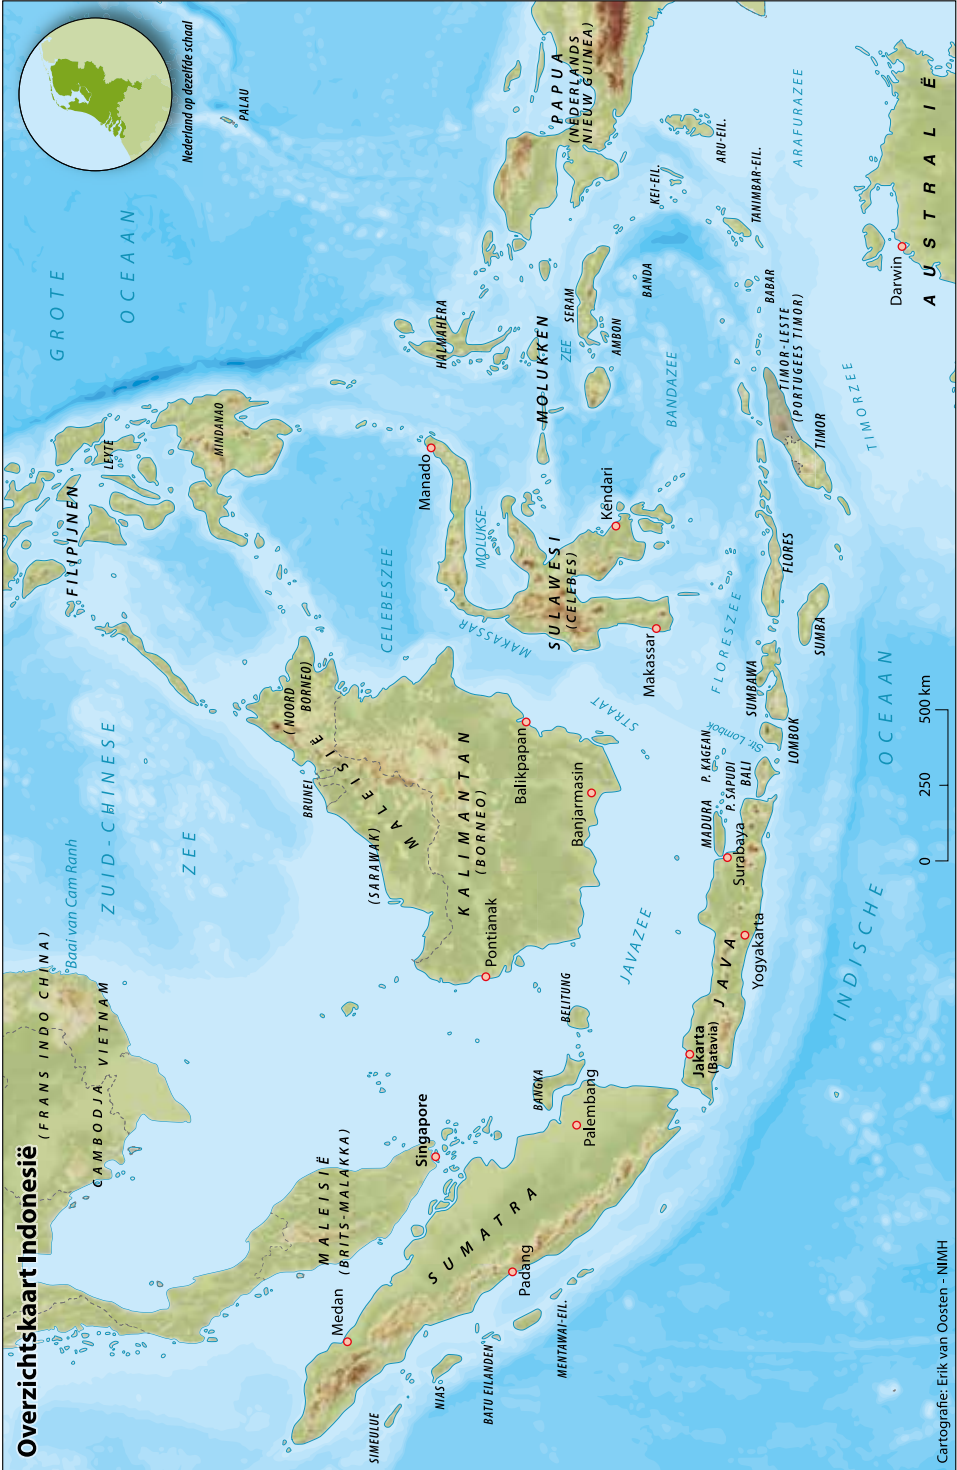 Overzichtskaart Indonesië
(FRANS INDO CHINA)
CAMBODJA
VIETNAM
Baai van Cam Ranh
ZUID-CHINESE
ZEE
FILIPIJNEN
LEYTE
MINDANAO
GROTE
OCEAAN
PALAU
Nederland op dezelfde schaal
MALEISIË
(BRITS-MALAKKA)
Singapore
Medan
SUMATRA
Padang
Palembang
SIMEULUE
NIAS
BATU EILANDEN
MENTAWAI-EIL.
BANGKA
BELITUNG
BRUNEI
(NOORD
BORNEO)
MALEISIË
(SARAWAK)
KALIMANTAN
(BORNEO)
Pontianak
Balikpapan
Banjarmasin
CELEBESZEE
MAKASSAR
STRAAT
Manado
MOLUKSE-
ZEE
SULAWESI
(CELEBES)
Kendari
Makassar
HALMAHERA
MOLUKKEN
SERAM
AMBON
BANDA
BANDAZEE
PAPUA
(NEDERLANDS
NIEUW GUINEA)
KEI-EIL.
ARU-EIL.
TANIMBAR-EIL.
ARAFURAZEE
JAVAZEE
Jakarta
(Batavia)
JAVA
Yogyakarta
Surabaya
MADURA
P. SAPUDI
P. KAGEAN
BALI
Str. Lombok
LOMBOK
SUMBAWA
FLORESZEE
FLORES
SUMBA
TIMOR
TIMOR-LESTE
(PORTUGEES TIMOR)
BABAR
TIMORZEE
Darwin
AUSTRALIË
INDISCHE
OCEAAN
0 250 500 km
Cartografie: Erik van Oosten - NIMH